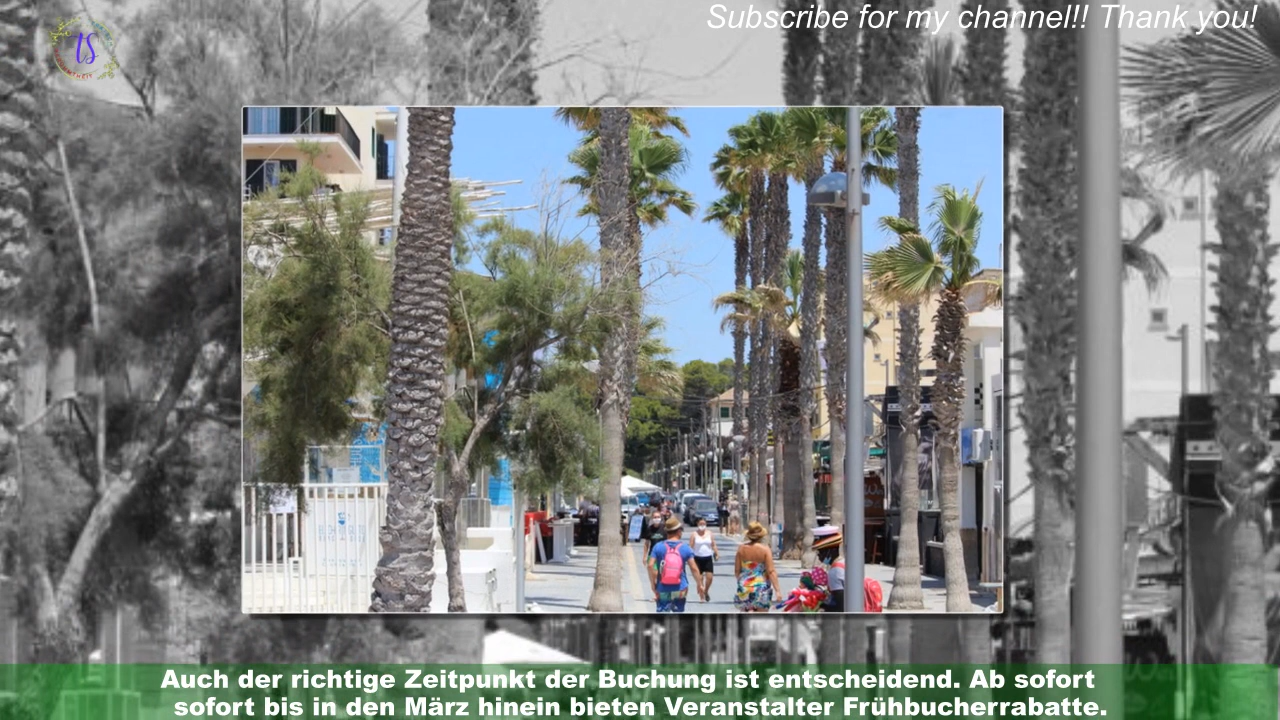 Subscribe for my channel!! Thank you!
tS
Auch der richtige Zeitpunkt der Buchung ist entscheidend. Ab sofort
sofort bis in den März hinein bieten Veranstalter Frühbucherrabatte.